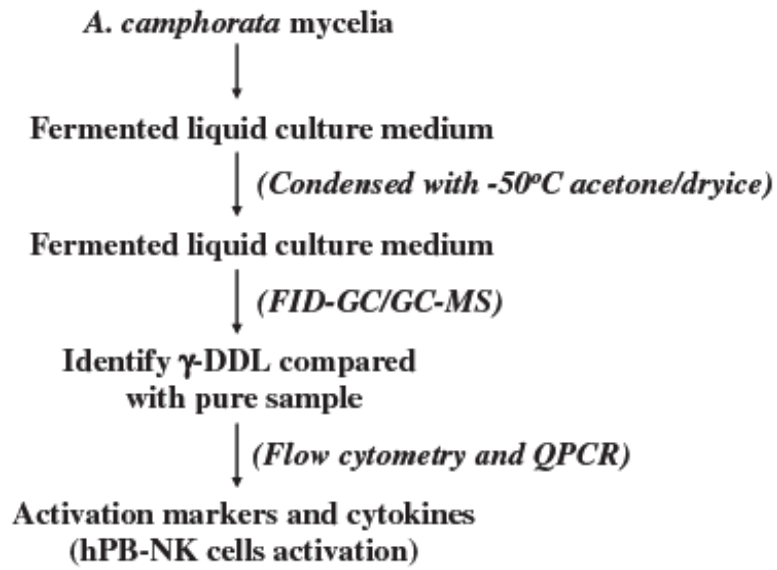 A. camphorata mycelia
Fermented liquid culture medium
(Condensed with -50ºC acetone/dryice)
Fermented liquid culture medium
(FID-GC/GC-MS)
Identify γ-DDL compared
with pure sample
(Flow cytometry and QPCR)
Activation markers and cytokines
(hPB-NK cells activation)